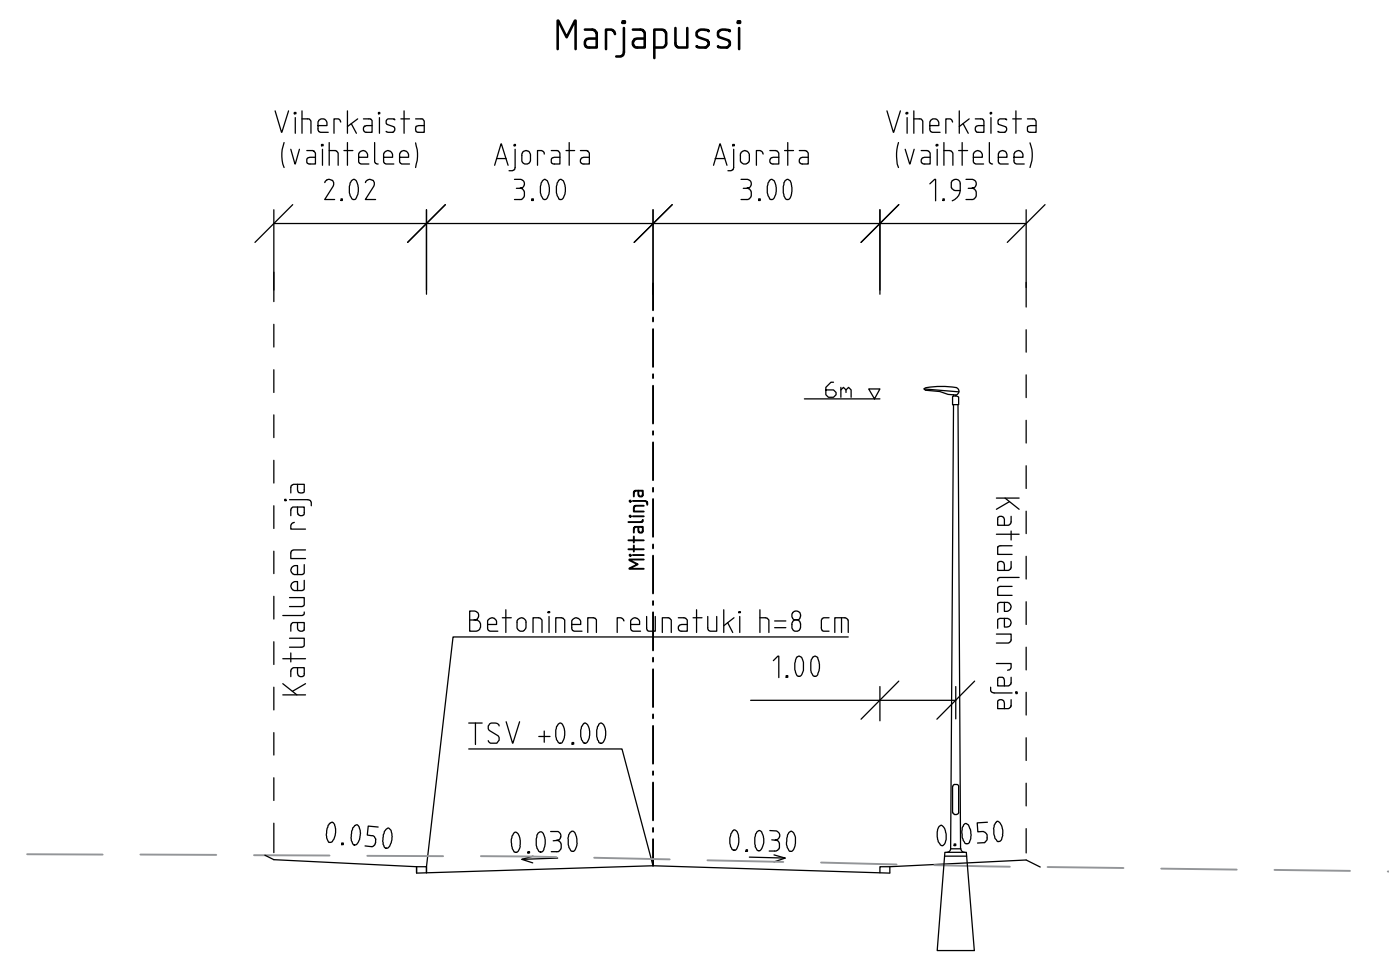 Marjapussi
Viherkaista
(vaihtelee)
2.02
Ajorata
3.00
Ajorata
3.00
Viherkaista
(vaihtelee)
1.93
6m
Katualueen raja
Mittalinja
Katualueen raja
Betoninen reunatuki h=8 cm
1.00
TSV +0.00
0.050
0.030
0.030
0.050